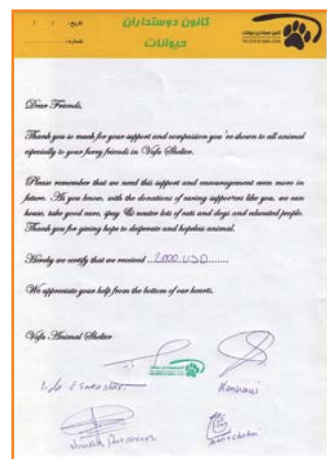 کانون دوستداران
حیوانات
Dear Friends,
Thank you so much for your support and compassion you've shown to all animal
especially to your furry friends in Vafa Shelter.
Please remember that we need this support and encouragement even more in
future. As you know, with the donations of caring supporters like you, we can
house, take good care, spay & neuter lots of cats and dogs and educated people.
Thank you for giving hope to desperate and hopeless animal.
Hereby we certify that we received ...2000 USD.......
We appreciate your help from the bottom of our hearts.
Vafa Animal Shelter